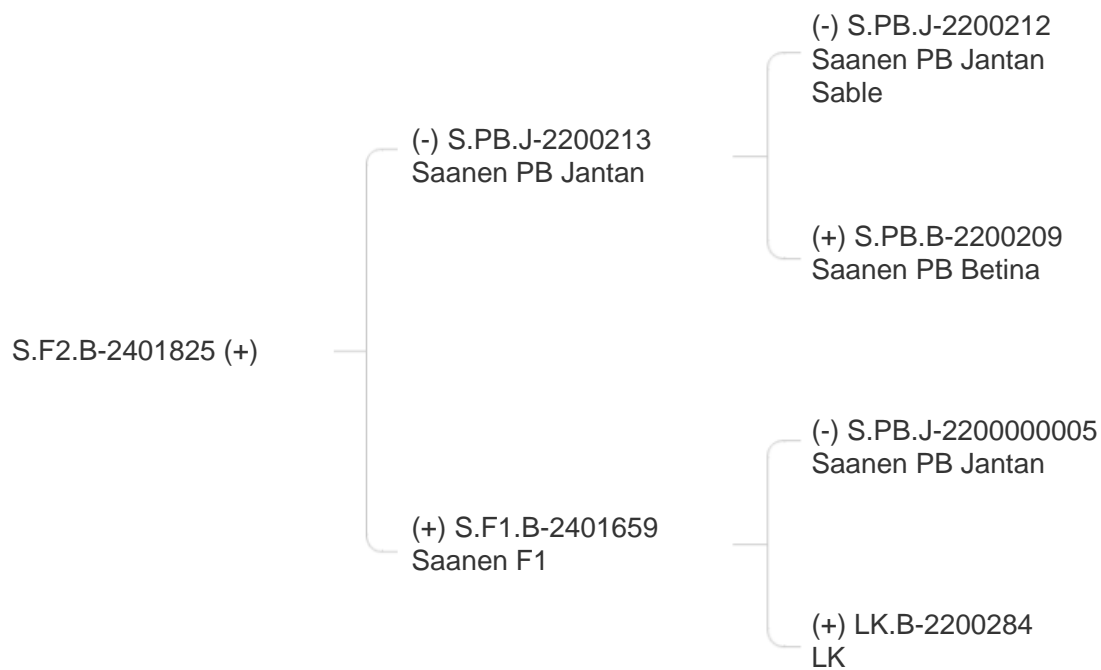 (-) S.PB.J-2200212
Saanen PB Jantan
Sable
(-) S.PB.J-2200213
Saanen PB Jantan
(+) S.PB.B-2200209
Saanen PB Betina
S.F2.B-2401825 (+)
(-) S.PB.J-2200000005
Saanen PB Jantan
(+) S.F1.B-2401659
Saanen F1
(+) LK.B-2200284
LK